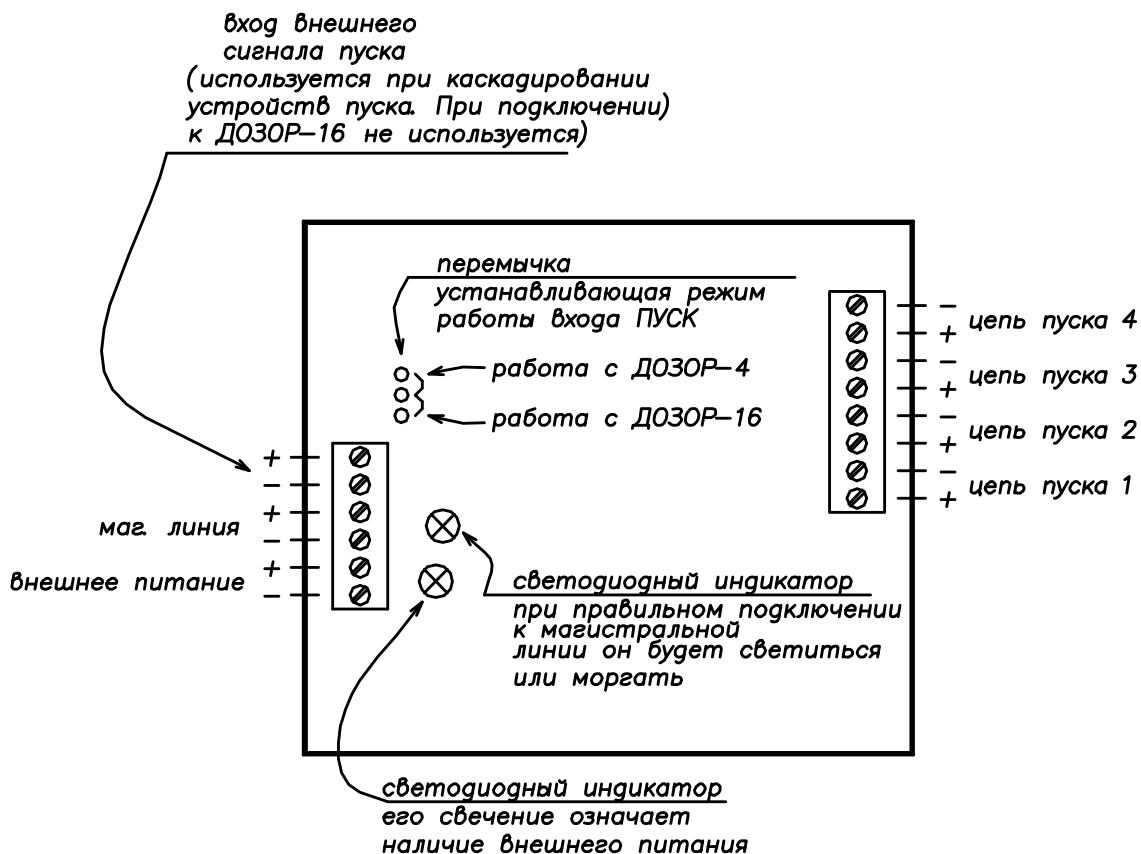 вход внешнего
сигнала пуска
(используется при каскадировании
устройств пуска. При подключении)
к ДОЗОР-16 не используется)
перемычка
устанавливающая режим
работы входа ПУСК
работа с ДОЗОР-4
работа с ДОЗОР-16
- цепь пуска 4
+
- цепь пуска 3
+
- цепь пуска 2
+
- цепь пуска 1
+
+
-
маг. линия +
-
внешнее питание +
-
светодиодный индикатор
при правильном подключении
к магистральной
линии он будет светиться
или моргать
светодиодный индикатор
его свечение означает
наличие внешнего питания